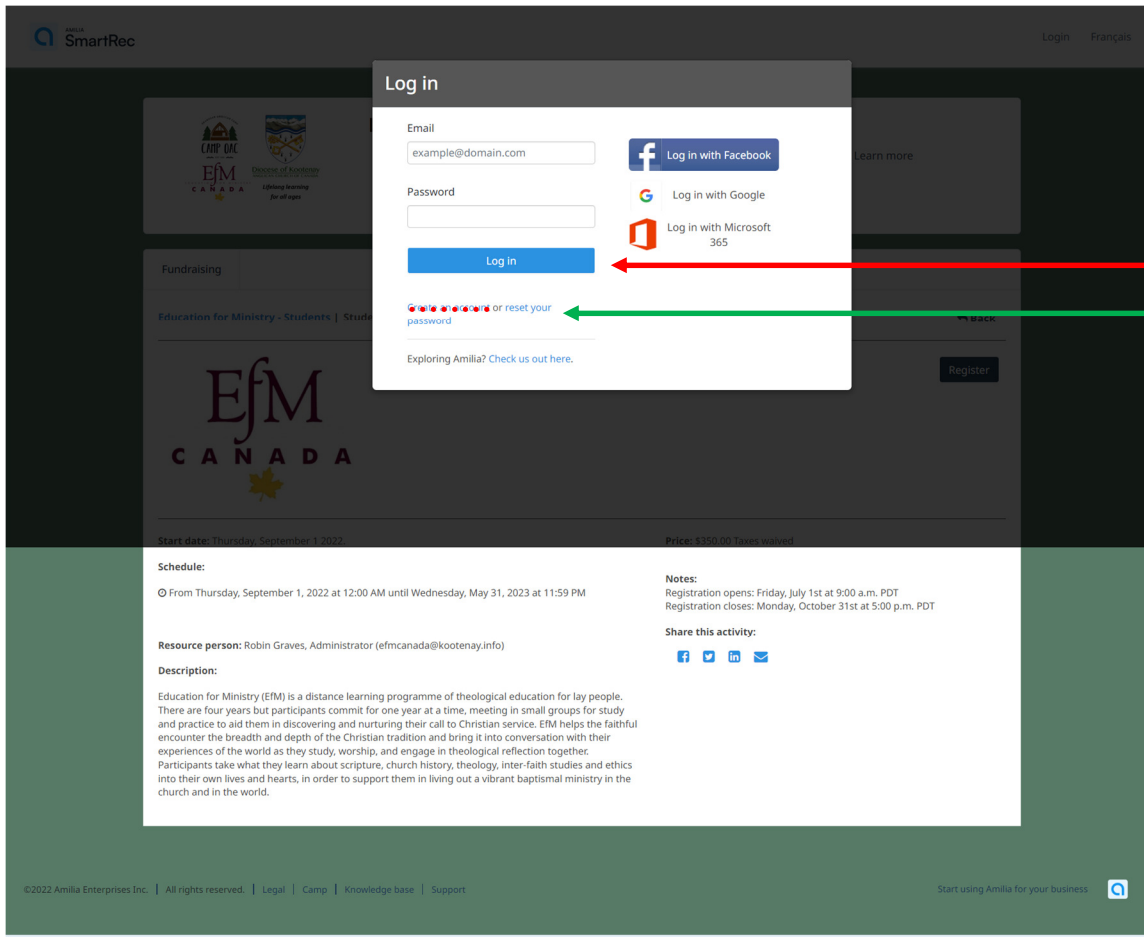 AMILIA
SmartRec
Login Français
Log in
CAMP OAC
EfM
CANADA
Diocese of Kootenay
Lifelong learning
for all ages
Learn more
Email
example@domain.com
Password
Log in
Log in with Facebook
Log in with Google
Log in with Microsoft
365
Create an account or reset your
password
Exploring Amilia? Check us out here.
Fundraising
Education for Ministry - Students | Stude
Back
Register
EfM
CANADA
Start date: Thursday, September 1 2022.
Price: $350.00 Taxes waived
Schedule:
From Thursday, September 1, 2022 at 12:00 AM until Wednesday, May 31, 2023 at 11:59 PM
Notes:
Registration opens: Friday, July 1st at 9:00 a.m. PDT
Registration closes: Monday, October 31st at 5:00 p.m. PDT
Resource person: Robin Graves, Administrator (efmcanada@kootenay.info)
Share this activity:
Description:
Education for Ministry (EfM) is a distance learning programme of theological education for lay people.
There are four years but participants commit for one year at a time, meeting in small groups for study
and practice to aid them in discovering and nurturing their call to Christian service. EfM helps the faithful
encounter the breadth and depth of the Christian tradition and bring it into conversation with their
experiences of the world as they study, worship, and engage in theological reflection together.
Participants take what they learn about scripture, church history, theology, inter-faith studies and ethics
into their own lives and hearts, in order to support them in living out a vibrant baptismal ministry in the
church and in the world.
©2022 Amilia Enterprises Inc. | All rights reserved. | Legal | Camp | Knowledge base | Support
Start using Amilia for your business